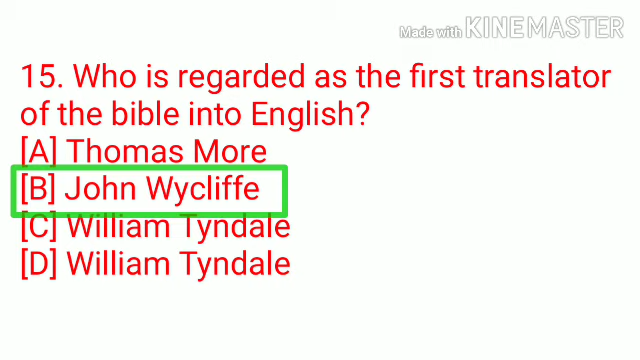 Made with KINEMASTER
15. Who is regarded as the first translator
of the bible into English?
[A] Thomas More
[B] John Wycliffe
[C] William Tyndale
[D] William Tyndale